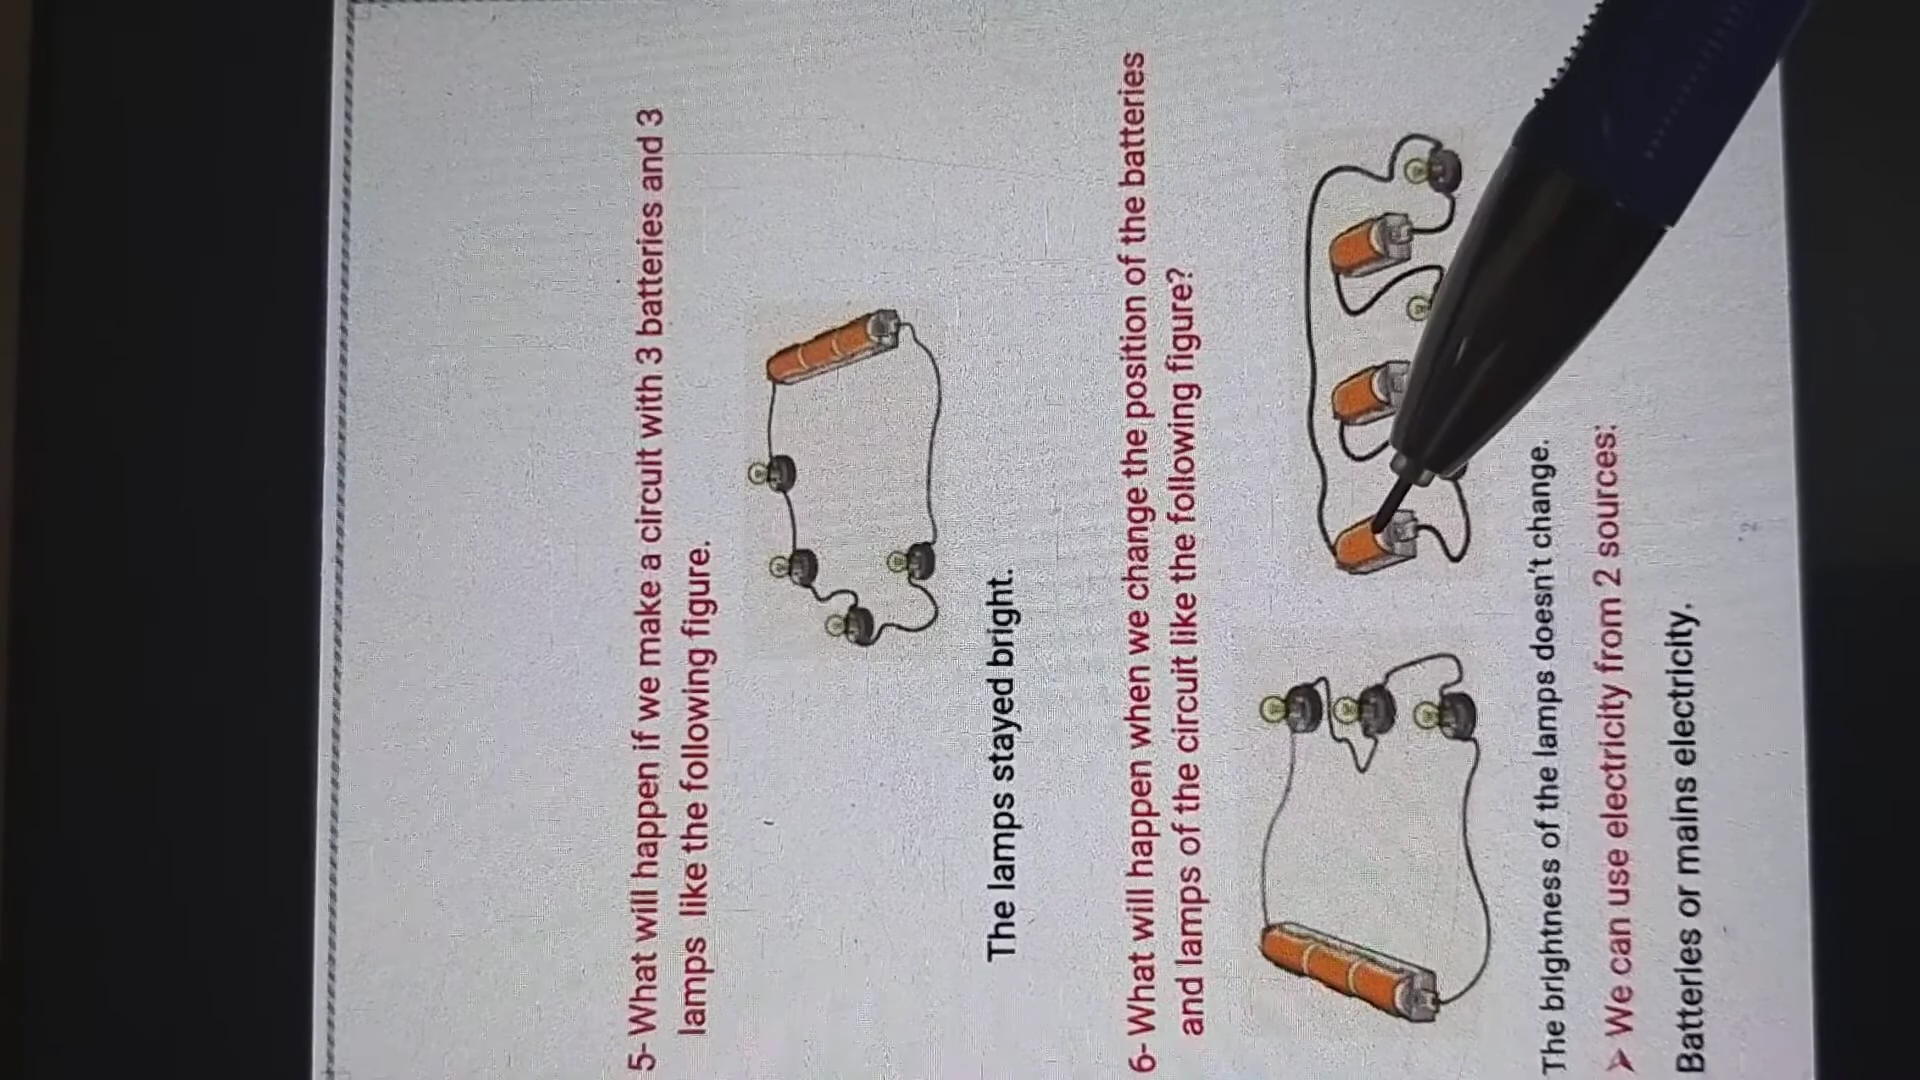 5- What will happen if we make a circuit with 3 batteries and 3
lamps like the following figure.
The lamps stayed bright.
6- What will happen when we change the position of the batteries
and lamps of the circuit like the following figure?
The brightness of the lamps doesn't change.
➤ We can use electricity from 2 sources:
Batteries or mains electricity.
2